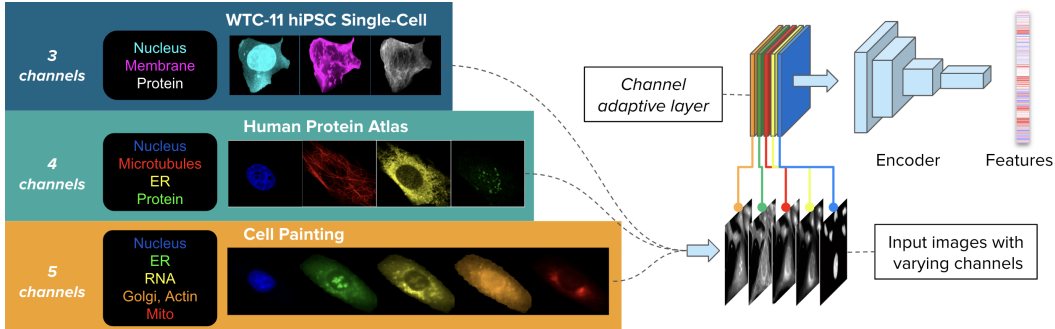 WTC-11 hiPSC Single-Cell
3
channels
Nucleus
Membrane
Protein
Human Protein Atlas
4
channels
Nucleus
Microtubules
ER
Protein
Cell Painting
5
channels
Nucleus
ER
RNA
Golgi, Actin
Mito
Channel
adaptive layer
Encoder
Features
Input images with
varying channels